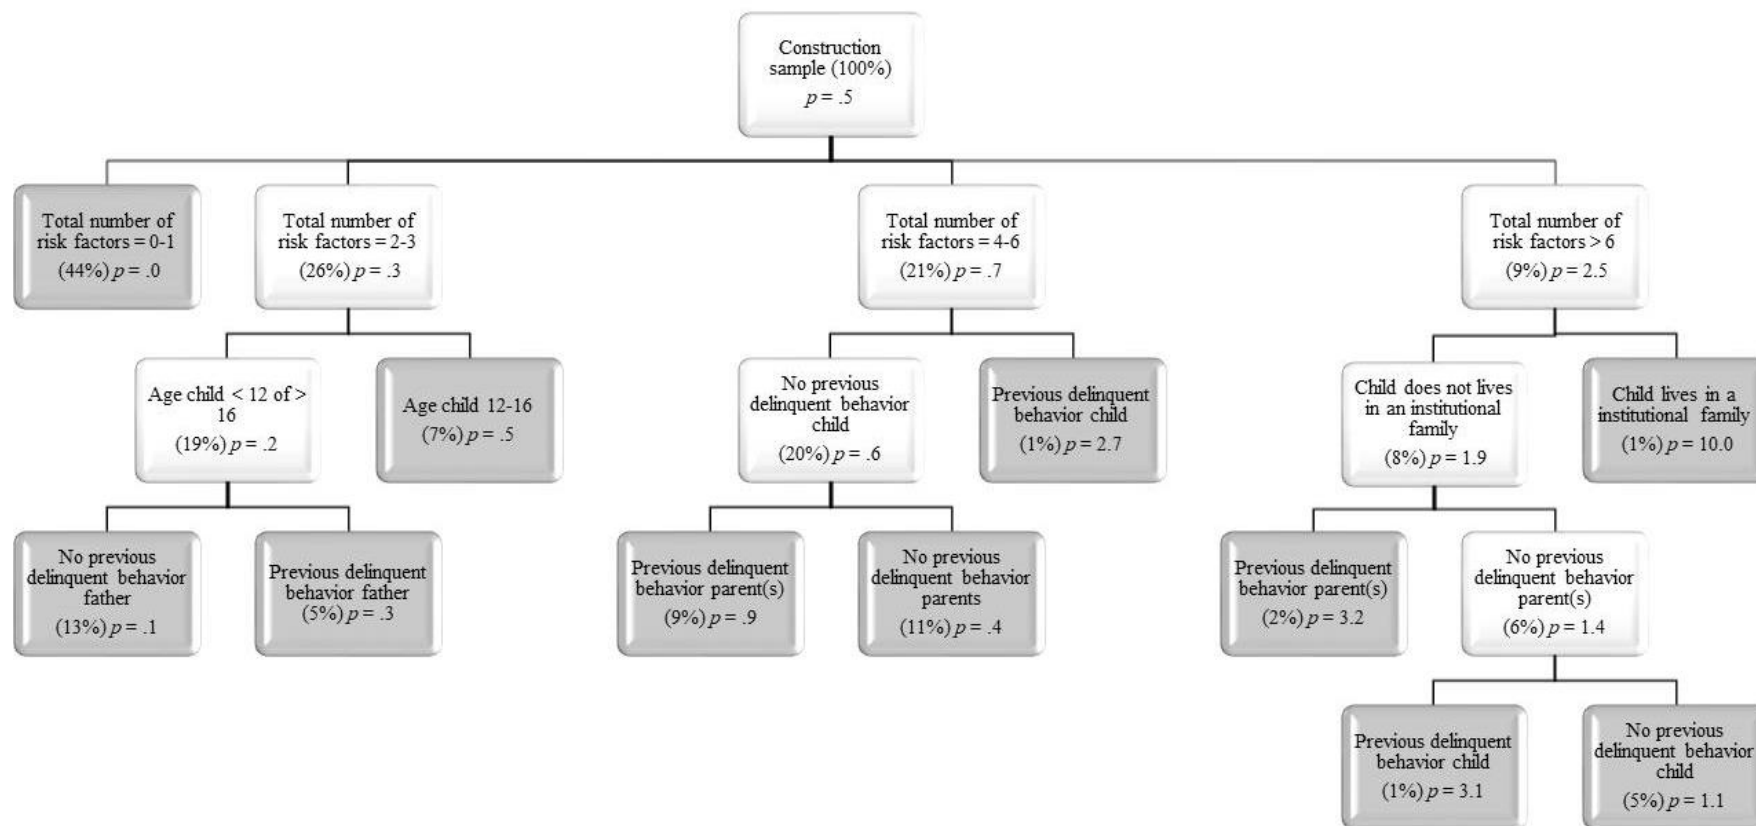 Construction
sample (100%)
p = .5
Total number of
risk factors = 0-1
(44%) p = .0
Total number of
risk factors = 2-3
(26%) p = .3
Total number of
risk factors = 4-6
(21%) p = .7
Total number of
risk factors > 6
(9%) p = 2.5
Age child < 12 of >
16
(19%) p = .2
Age child 12-16
(7%) p = .5
No previous
delinquent behavior
child
(20%) p = .6
Previous delinquent
behavior child
(1%) p = 2.7
Child does not lives
in an institutional
family
(8%) p = 1.9
Child lives in a
institutional family
(1%) p = 10.0
No previous
delinquent behavior
father
(13%) p = .1
Previous delinquent
behavior father
(5%) p = .3
Previous delinquent
behavior parent(s)
(9%) p = .9
No previous
delinquent behavior
parents
(11%) p = .4
Previous delinquent
behavior parent(s)
(2%) p = 3.2
No previous
delinquent behavior
parent(s)
(6%) p = 1.4
Previous delinquent
behavior child
(1%) p = 3.1
No previous
delinquent behavior
child
(5%) p = 1.1